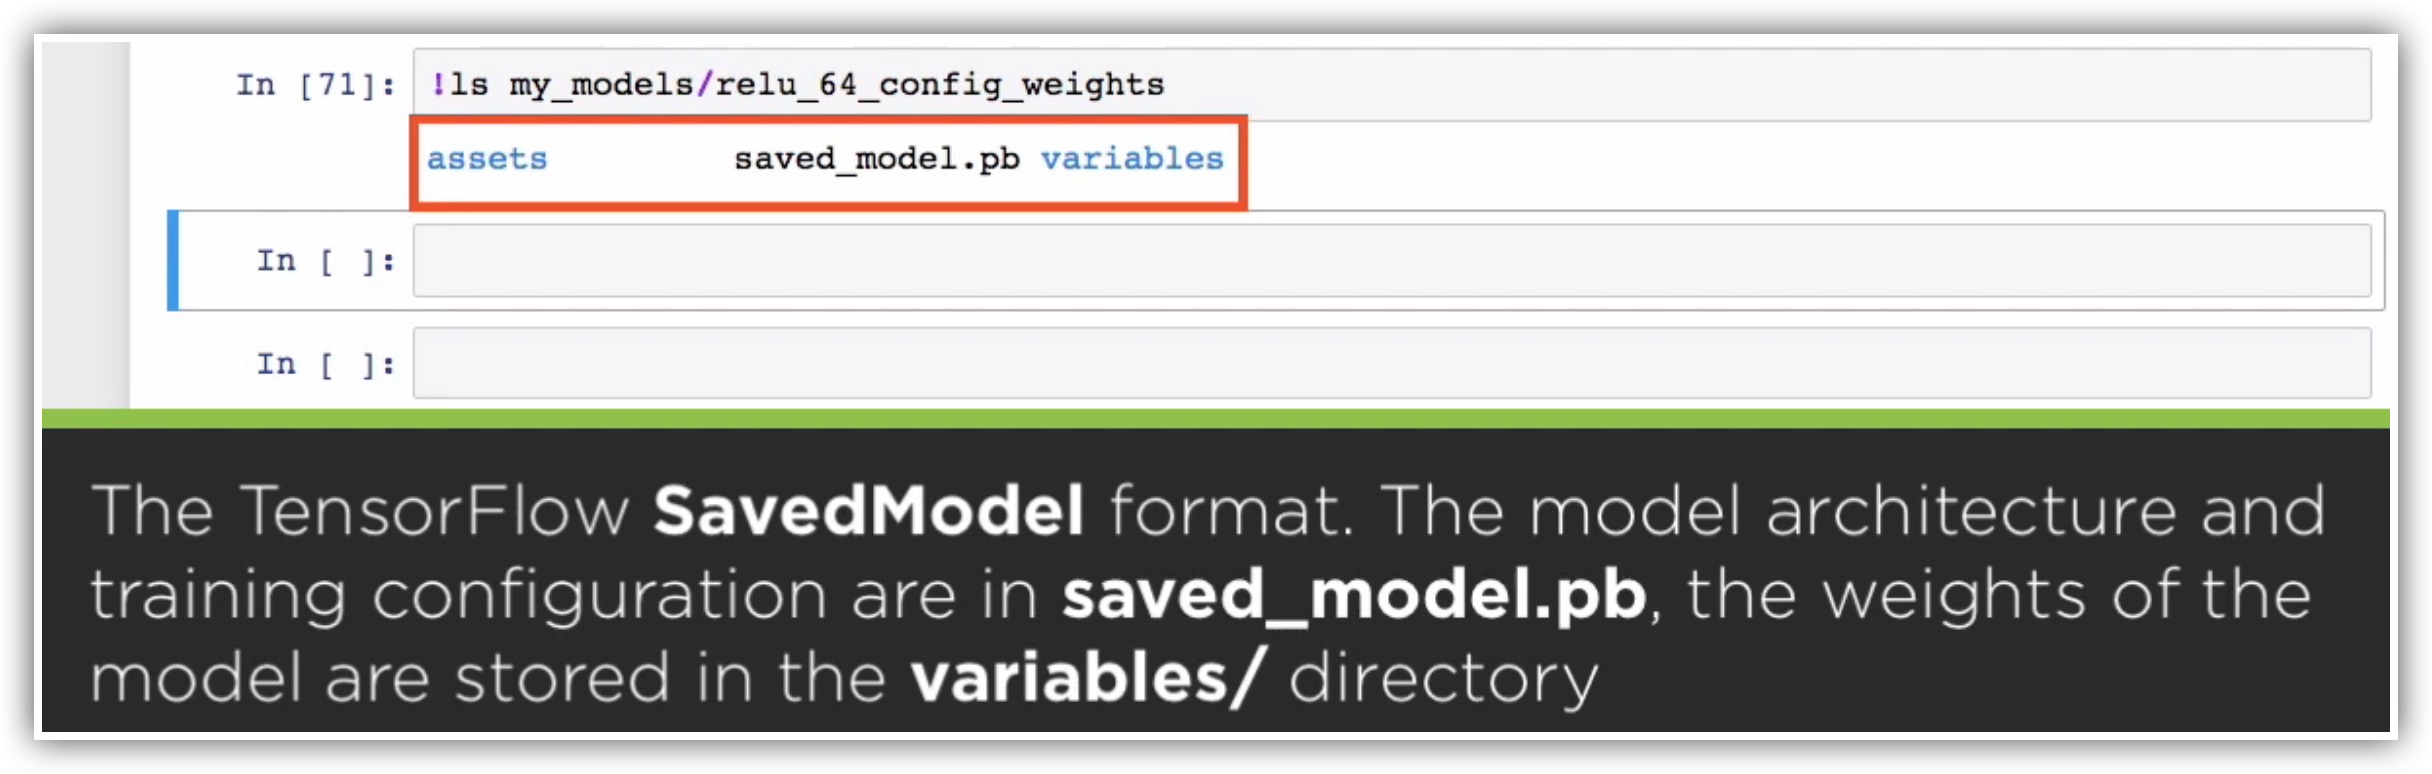 In [71]: !ls my_models/relu_64_config_weights
assets saved_model.pb variables
In [ ]:
In [ ]:
The TensorFlow SavedModel format. The model architecture and
training configuration are in saved_model.pb, the weights of the
model are stored in the variables/ directory